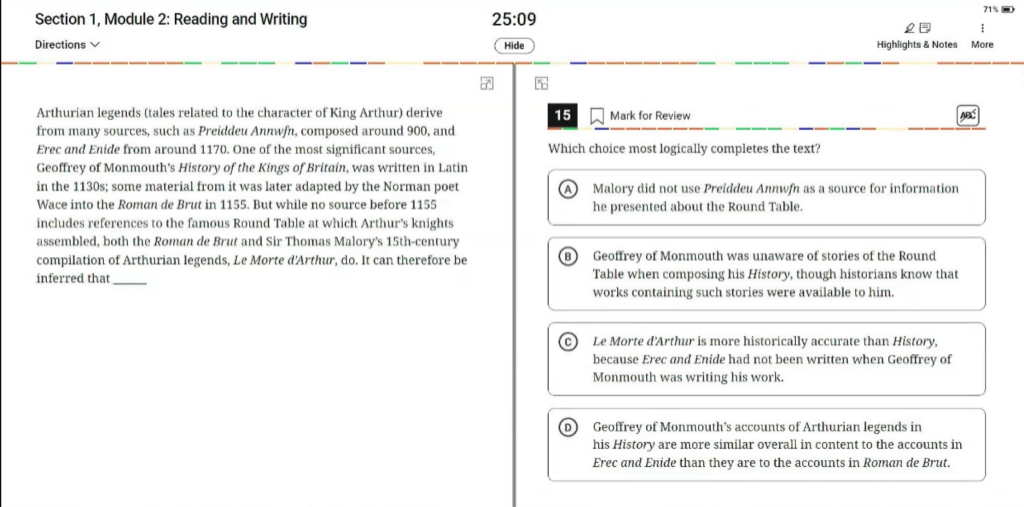 Section 1, Module 2: Reading and Writing
25:09
71%
Directions
Hide
Highlights & Notes
More
Arthurian legends (tales related to the character of King Arthur) derive
from many sources, such as Preiddeu Annwfn, composed around 900, and
Erec and Enide from around 1170. One of the most significant sources,
Geoffrey of Monmouth's History of the Kings of Britain, was written in Latin
in the 1130s; some material from it was later adapted by the Norman poet
Wace into the Roman de Brut in 1155. But while no source before 1155
includes references to the famous Round Table at which Arthur's knights
assembled, both the Roman de Brut and Sir Thomas Malory's 15th-century
compilation of Arthurian legends, Le Morte d'Arthur, do. It can therefore be
inferred that ______
15
Mark for Review
ABC
Which choice most logically completes the text?
A
Malory did not use Preiddeu Annwfn as a source for information
he presented about the Round Table.
B
Geoffrey of Monmouth was unaware of stories of the Round
Table when composing his History, though historians know that
works containing such stories were available to him.
C
Le Morte d'Arthur is more historically accurate than History,
because Erec and Enide had not been written when Geoffrey of
Monmouth was writing his work.
D
Geoffrey of Monmouth's accounts of Arthurian legends in
his History are more similar overall in content to the accounts in
Erec and Enide than they are to the accounts in Roman de Brut.